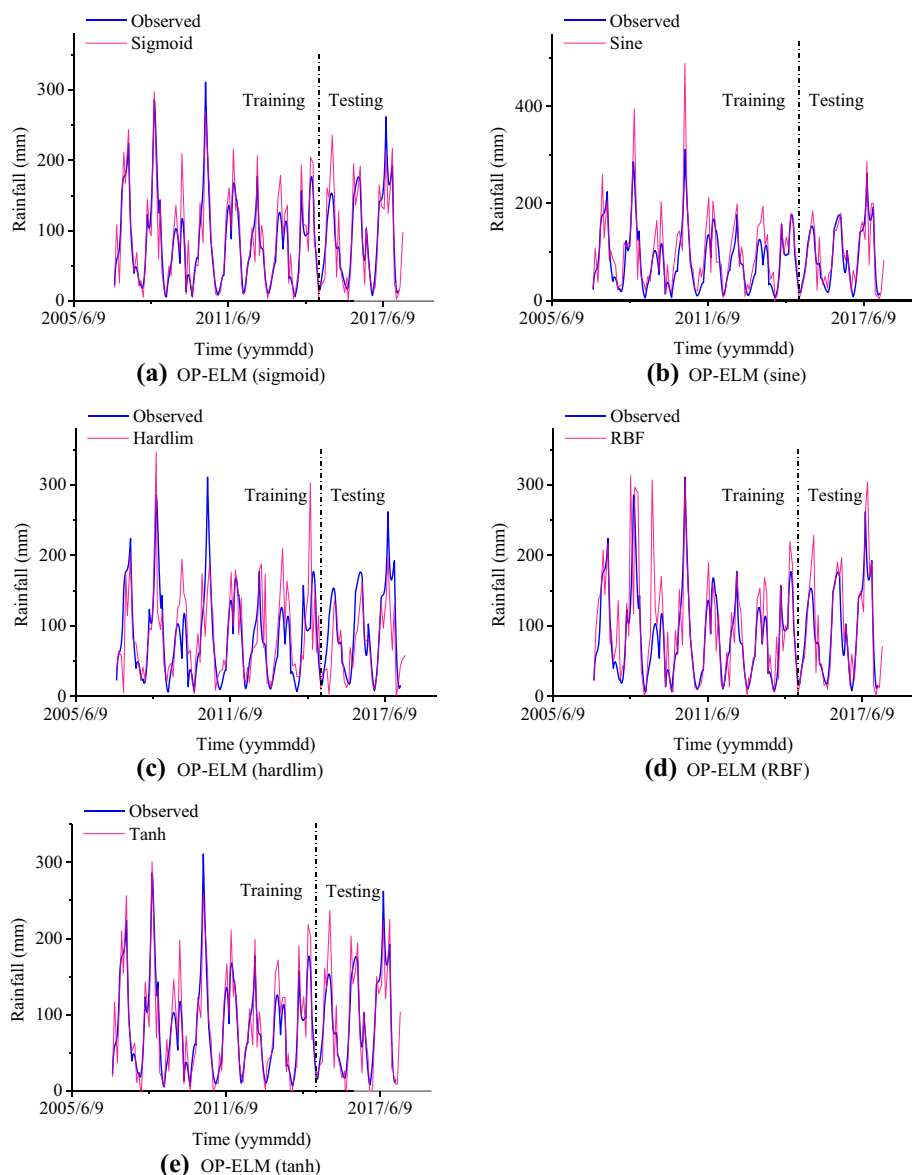 Observed
Sigmoid
300
200
100
0
Rainfall (mm)
Training
Testing
2005/6/9
2011/6/9
2017/6/9
Time (yymmdd)
(a) OP-ELM (sigmoid)
Observed
Sine
400
200
0
Rainfall (mm)
Training
Testing
2005/6/9
2011/6/9
2017/6/9
Time (yymmdd)
(b) OP-ELM (sine)
Observed
Hardlim
300
200
100
0
Rainfall (mm)
Training
Testing
2005/6/9
2011/6/9
2017/6/9
Time (yymmdd)
(c) OP-ELM (hardlim)
Observed
RBF
300
200
100
0
Rainfall (mm)
Training
Testing
2005/6/9
2011/6/9
2017/6/9
Time (yymmdd)
(d) OP-ELM (RBF)
Observed
Tanh
300
200
100
0
Rainfall (mm)
Training
Testing
2005/6/9
2011/6/9
2017/6/9
Time (yymmdd)
(e) OP-ELM (tanh)